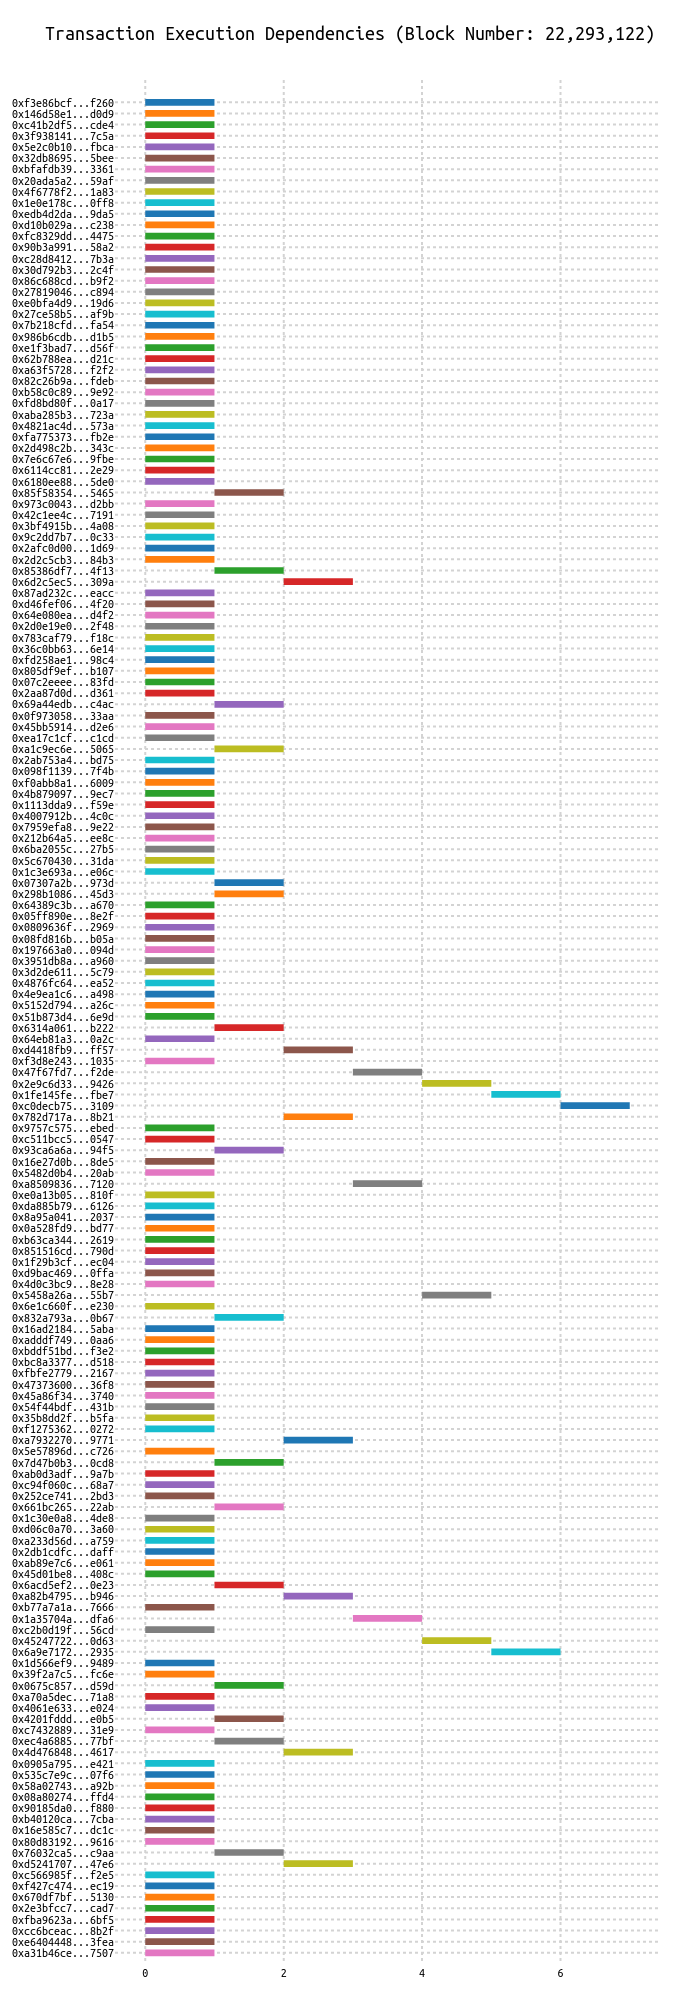 Transaction Execution Dependencies (Block Number: 22,293,122)
0xf3e86bcf...f260
0x146d58e1...d0d9
0xc41b2df5...cde4
0x3f938141...7c5a
0x5e2c0b10...fbca
0x32db8695...5bee
0xbfafdb39...3361
0x20ada5a2...59af
0x4f6778f2...1a83
0x1e0e178c...0ff8
0xedb4d2da...9da5
0xd10b029a...c238
0xfc8329dd...4475
0x90b3a991...58a2
0xc28d8412...7b3a
0x30d792b3...2c4f
0x86c688cd...b9f2
0x27819046...c894
0xe0bfa4d9...19d6
0x27ce58b5...af9b
0x7b218cfd...fa54
0x986b6cdb...d1b5
0xe1f3bad7...d56f
0x62b788ea...d21c
0xa63f5728...f2f2
0x82c26b9a...fdeb
0xb58c0c89...9e92
0xfd8bd80f...0a17
0xaba285b3...723a
0x4821ac4d...573a
0xfa775373...fb2e
0x2d498c2b...343c
0x7e6c67e6...9fbe
0x6114cc81...2e29
0x6180ee88...5de0
0x85f58354...5465
0x973c0043...d2bb
0x42c1ee4c...7191
0x3bf4915b...4a08
0x9c2dd7b7...0c33
0x2afc0d00...1d69
0x2d2c5cb3...84b3
0x85386df7...4f13
0x6d2c5ec5...309a
0x87ad232c...eacc
0xd46fef06...4f20
0x64e080ea...d4f2
0x2d0e19e0...2f48
0x783caf79...f18c
0x36c0bb63...6e14
0xfd258ae1...98c4
0x805df9ef...b107
0x07c2eeee...83fd
0x2aa87d0d...d361
0x69a44edb...c4ac
0x0f973058...33aa
0x45bb5914...d2e6
0xea17c1cf...c1cd
0xa1c9ec6e...5065
0x2ab753a4...bd75
0x098f1139...7f4b
0xf0abb8a1...6009
0x4b879097...9ec7
0x1113dda9...f59e
0x4007912b...4c0c
0x7959efa8...9e22
0x212b64a5...ee8c
0x6ba2055c...27b5
0x5c670430...31da
0x1c3e693a...e06c
0x07307a2b...973d
0x298b1086...45d3
0x64389c3b...a670
0x05ff890e...8e2f
0x0809636f...2969
0x08fd816b...b05a
0x197663a0...094d
0x3951db8a...a960
0x3d2de611...5c79
0x4876fc64...ea52
0x4e9ea1c6...a498
0x5152d794...a26c
0x51b873d4...6e9d
0x6314a061...b222
0x64eb81a3...0a2c
0xd4418fb9...ff57
0xf3d8e243...1035
0x47f67fd7...f2de
0x2e9c6d33...9426
0x1fe145fe...fbe7
0xc0decb75...3109
0x782d717a...8b21
0x9757c575...ebed
0xc511bcc5...0547
0x93ca6a6a...94f5
0x16e27d0b...8de5
0x5482d0b4...20ab
0xa8509836...7120
0xe0a13b05...810f
0xda885b79...6126
0x8a95a041...2037
0x0a528fd9...bd77
0xb63ca344...2619
0x851516cd...790d
0x1f29b3cf...ec04
0xd9bac469...0ffa
0x4d0c3bc9...8e28
0x5458a26a...55b7
0x6e1c660f...e230
0x832a793a...0b67
0x16ad2184...5aba
0xadddf749...0aa6
0xbddf51bd...f3e2
0xbc8a3377...d518
0xfbfe2779...2167
0x47373600...36f8
0x45a86f34...3740
0x54f44bdf...431b
0x35b8dd2f...b5fa
0xf1275362...0272
0xa7932270...9771
0x5e57896d...c726
0x7d47b0b3...0cd8
0xab0d3adf...9a7b
0xc94f060c...68a7
0x252ce741...2bd3
0x661bc265...22ab
0x1c30e0a8...4de8
0xd06c0a70...3a60
0xa233d56d...a759
0x2db1cdfc...daff
0xab89e7c6...e061
0x45d01be8...408c
0x6acd5ef2...0e23
0xa82b4795...b946
0xb77a7a1a...7666
0x1a35704a...dfa6
0xc2b0d19f...56cd
0x45247722...0d63
0x6a9e7172...2935
0x1d566ef9...9489
0x39f2a7c5...fc6e
0x0675c857...d59d
0xa70a5dec...71a8
0x4061e633...e024
0x4201fddd...e0b5
0xc7432889...31e9
0xec4a6885...77bf
0x4d476848...4617
0x0905a795...e421
0x535c7e9c...07f6
0x58a02743...a92b
0x08a80274...ffd4
0x90185da0...f880
0xb40120ca...7cba
0x16e585c7...dc1c
0x80d83192...9616
0x76032ca5...c9aa
0xd5241707...47e6
0xc566985f...f2e5
0xf427c474...ec19
0x670df7bf...5130
0x2e3bfcc7...cad7
0xfba9623a...6bf5
0xcc6bceac...8b2f
0xe6404448...3fea
0xa31b46ce...7507
0 2 4 6